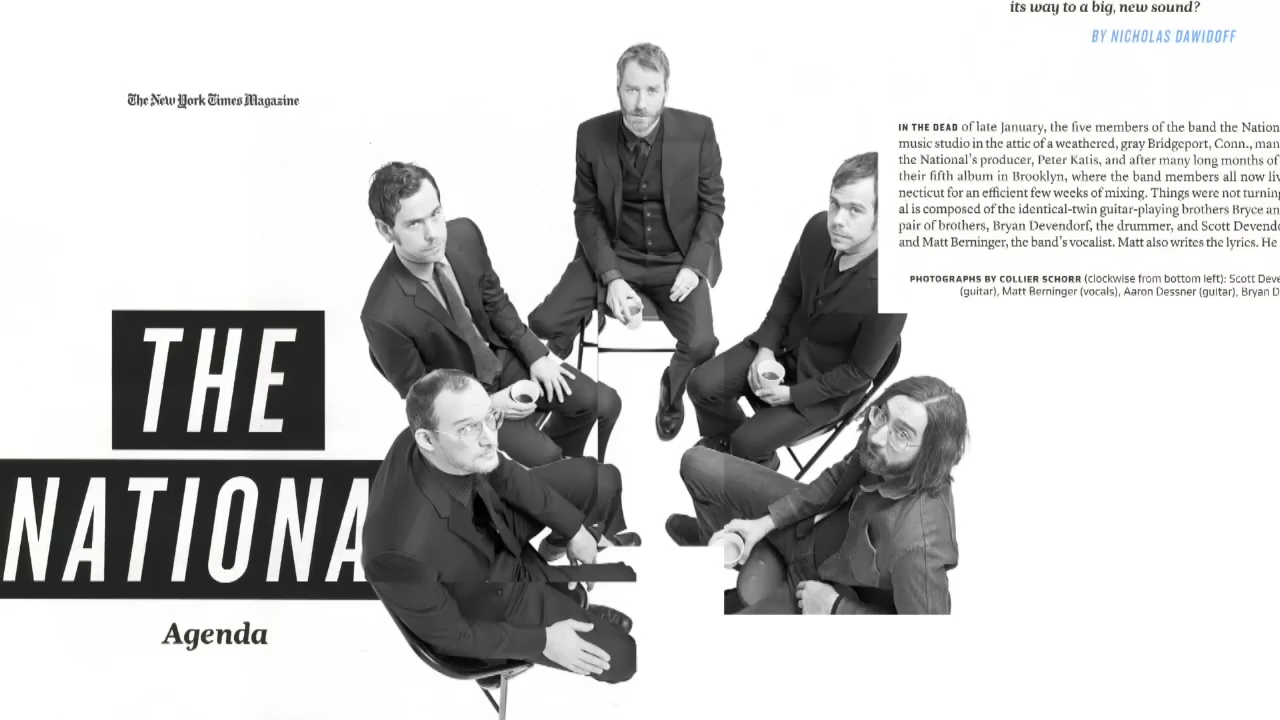 its way to a big, new sound?
BY NICHOLAS DAWIDOFF
The New York Times Magazine
IN THE DEAD of late January, the five members of the band the Nation
music studio in the attic of a weathered, gray Bridgeport, Conn., man
the National's producer, Peter Katis, and after many long months of
their fifth album in Brooklyn, where the band members all now liv
necticut for an efficient few weeks of mixing. Things were not turning
al is composed of the identical-twin guitar-playing brothers Bryce an
pair of brothers, Bryan Devendorf, the drummer, and Scott Devendo
and Matt Berninger, the band's vocalist. Matt also writes the lyrics. He
PHOTOGRAPHS BY COLLIER SCHORR (clockwise from bottom left): Scott Deve
(guitar), Matt Berninger (vocals), Aaron Dessner (guitar), Bryan D
THE
NATIONA
Agenda